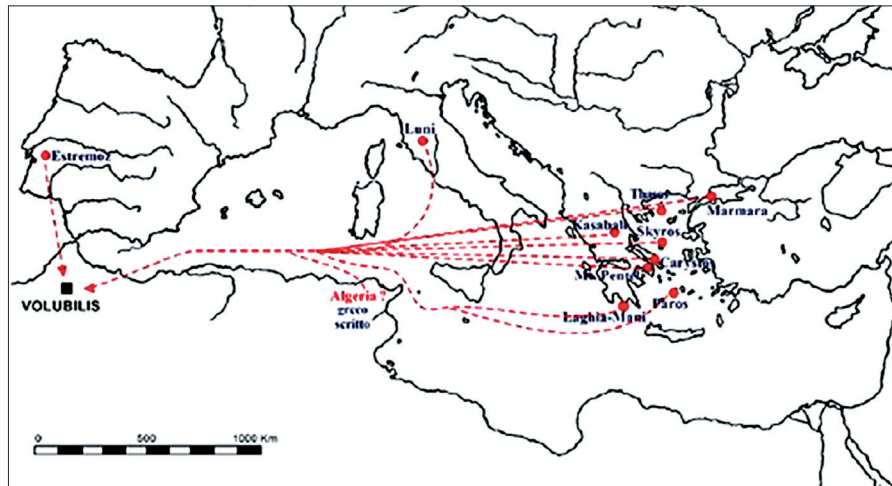 Luni
Estremoz
Thasos
Marmara
Kasabali
Skyros
Carystos
Mt. Pentel
Paros
Laghia-Mani
Algeria ?
greco
scritto
VOLUBILIS
0 500 1000 Km